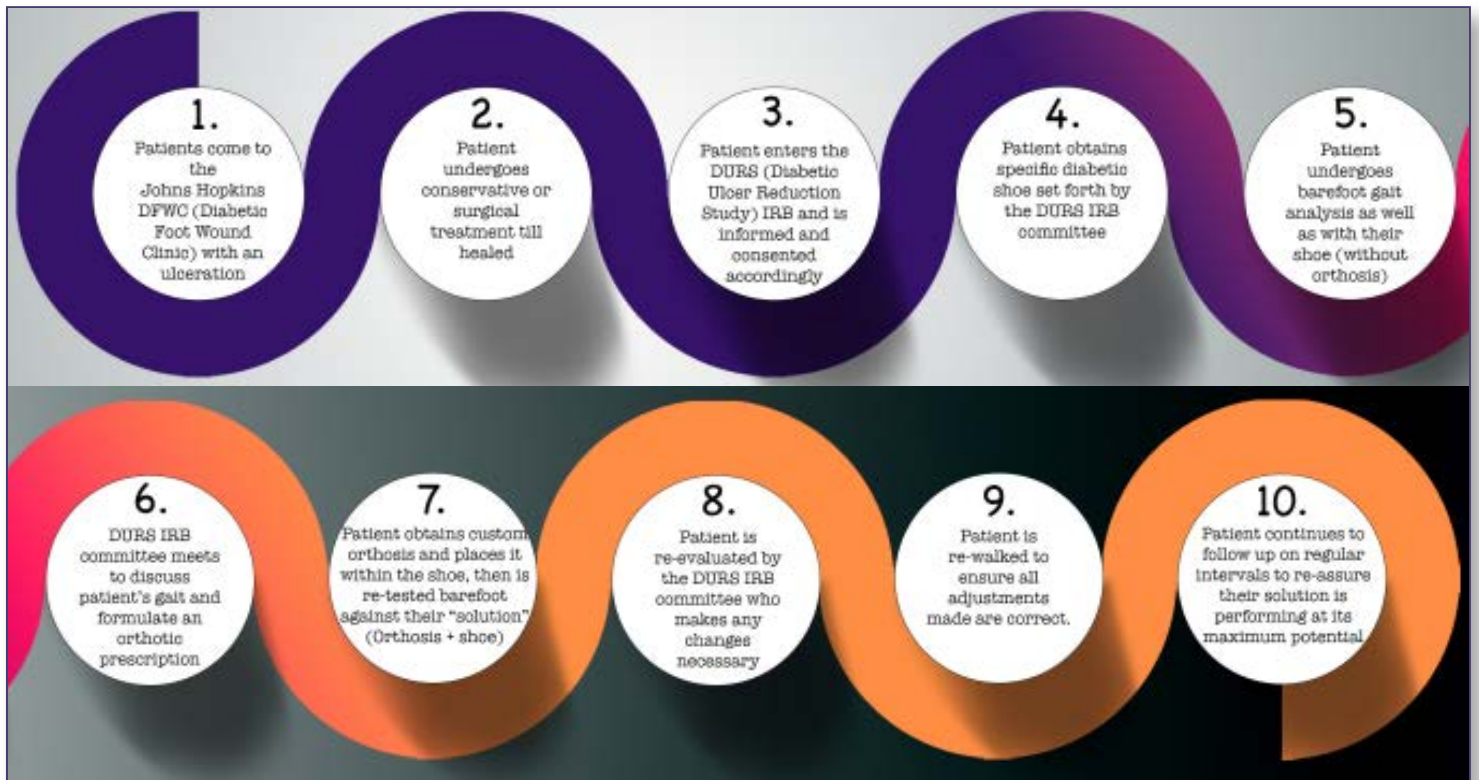 1.
Patients come to
the
Johns Hopkins
DFWC (Diabetic
Foot Wound
Clinic) with an
ulceration
2.
Patient
undergoes
conservative or
surgical
treatment till
healed
3.
Patient enters the
DURS (Diabetic
Ulcer Reduction
Study) IRB and is
informed and
consented
accordingly
4.
Patient obtains
specific diabetic
shoe set forth by
the DURS IRB
committee
5.
Patient
undergoes
barefoot gait
analysis as well
as with their
shoe (without
orthosis)
6.
DURS IRB
committee meets
to discuss
patient's gait and
formulate an
orthotic
prescription
7.
Patient obtains custom
orthosis and places it
within the shoe, then is
re-tested barefoot
against their "solution"
(Orthosis + shoe)
8.
Patient is
re-evaluated by
the DURS IRB
committee who
makes any
changes
necessary
9.
Patient is
re-walked to
ensure all
adjustments
made are correct.
10.
Patient continues to
follow up on regular
intervals to re-assure
their solution is
performing at its
maximum potential